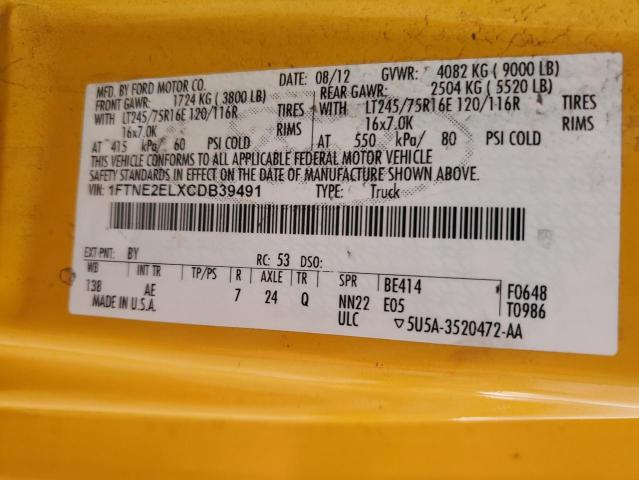 MFD. BY FORD MOTOR CO.
DATE: 08/12 GVWR: 4082 KG ( 9000 LB)
FRONT GAWR: 1724 KG ( 3800 LB) REAR GAWR: 2504 KG ( 5520 LB)
WITH LT245/75R16E 120/116R TIRES WITH LT245/75R16E 120/116R TIRES
16x7.0K RIMS 16x7.0K RIMS
AT 415 kPa/ 60 PSI COLD AT 550 kPa/ 80 PSI COLD
THIS VEHICLE CONFORMS TO ALL APPLICABLE FEDERAL MOTOR VEHICLE
SAFETY STANDARDS IN EFFECT ON THE DATE OF MANUFACTURE SHOWN ABOVE.
VIN: 1FTNE2ELXCDB39491 TYPE: Truck
EXT PNT: BY RC: 53 DSO:
WB INT TR TP/PS R AXLE TR SPR BE414 F0648
138 AE 7 24 Q NN22 E05 T0986
MADE IN U.S.A. ULC ▽5U5A-3520472-AA